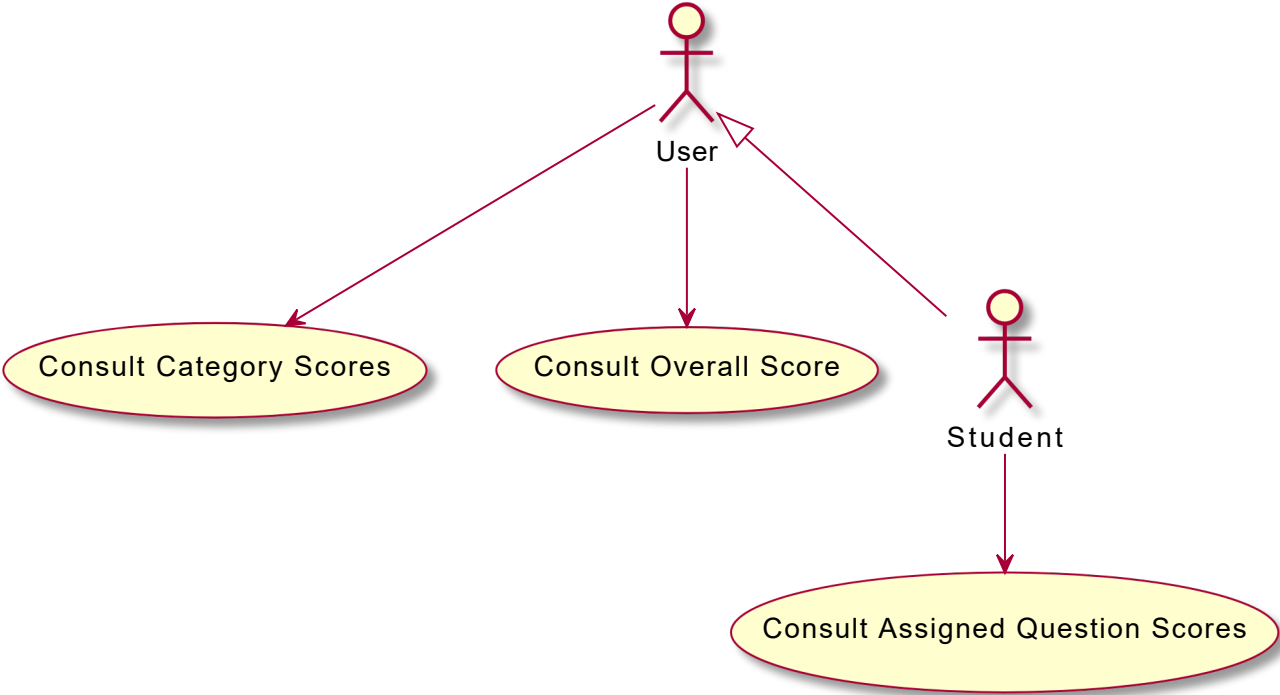 User
Consult Category Scores
Consult Overall Score
Student
Consult Assigned Question Scores